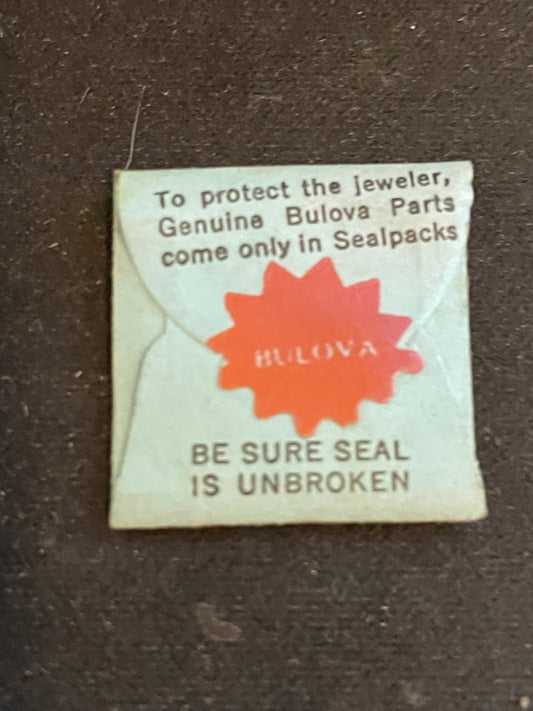 To protect the jeweler,
Genuine Bulova Parts
come only in Sealpacks
BULOVA
BE SURE SEAL
IS UNBROKEN